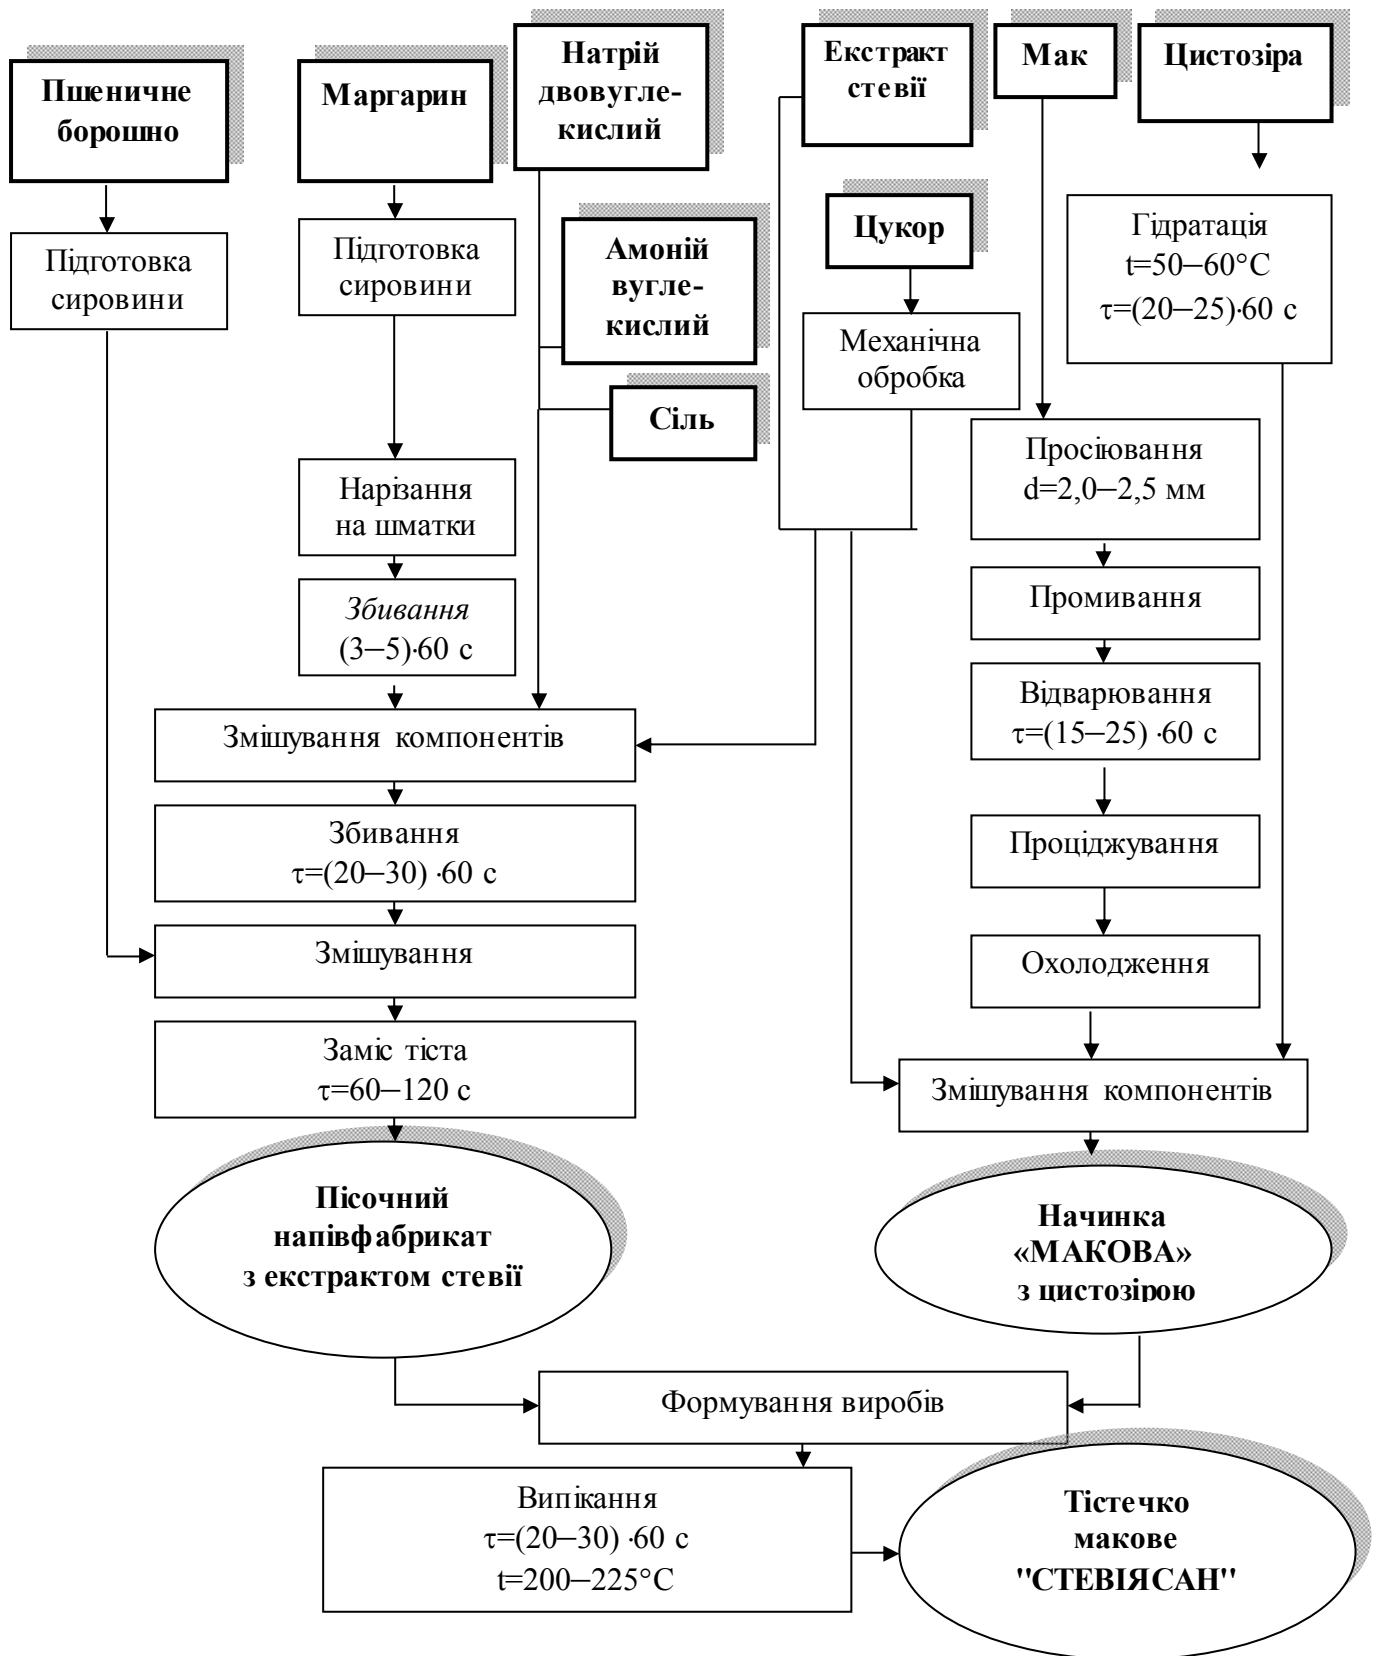 Пшеничне
борошно
Маргарин
Натрій
двовугле-
кислий
Екстракт
стевії
Мак
Цистозіра
Підготовка
сировини
Підготовка
сировини
Амоній
вугле-
кислий
Сіль
Цукор
Механічна
обробка
Гідратація
t=50–60°С
τ=(20–25)·60 с
Нарізання
на шматки
Збивання
(3–5)·60 с
Просіювання
d=2,0–2,5 мм
Промивання
Відварювання
τ=(15–25) ·60 с
Проціджування
Охолодження
Змішування компонентів
Збивання
τ=(20–30) ·60 с
Змішування
Заміс тіста
τ=60–120 с
Змішування компонентів
Пісочний
напівфабрикат
з екстрактом стевії
Начинка
«МАКОВА»
з цистозірою
Формування виробів
Випікання
τ=(20–30) ·60 с
t=200–225°С
Тістечко
макове
"СТЕВІЯСАН"